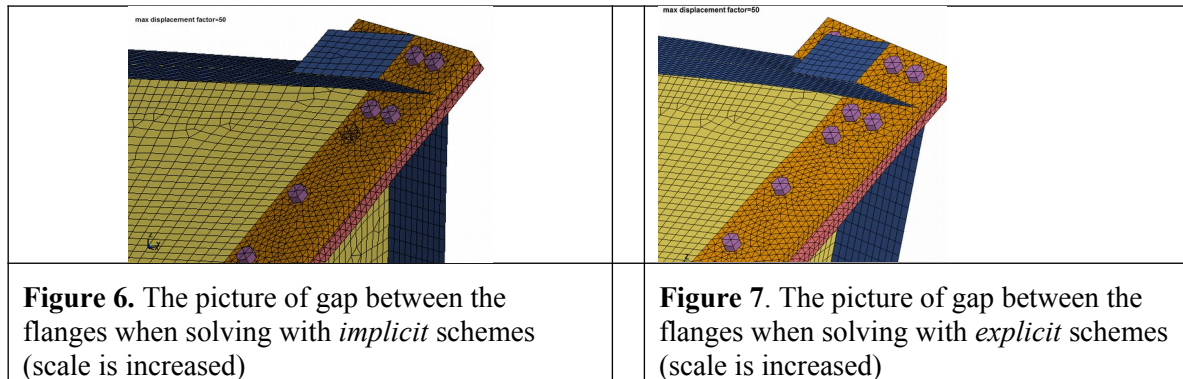 max displacement factor=50
max displacement factor=50
Figure 6. The picture of gap between the
flanges when solving with implicit schemes
(scale is increased)
Figure 7. The picture of gap between the
flanges when solving with explicit schemes
(scale is increased)